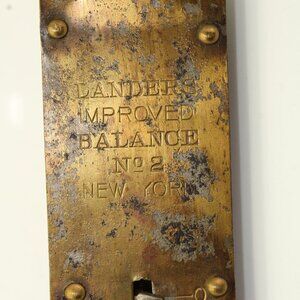 LANDERS
IMPROVED
BALANCE
No 2
NEW YORK